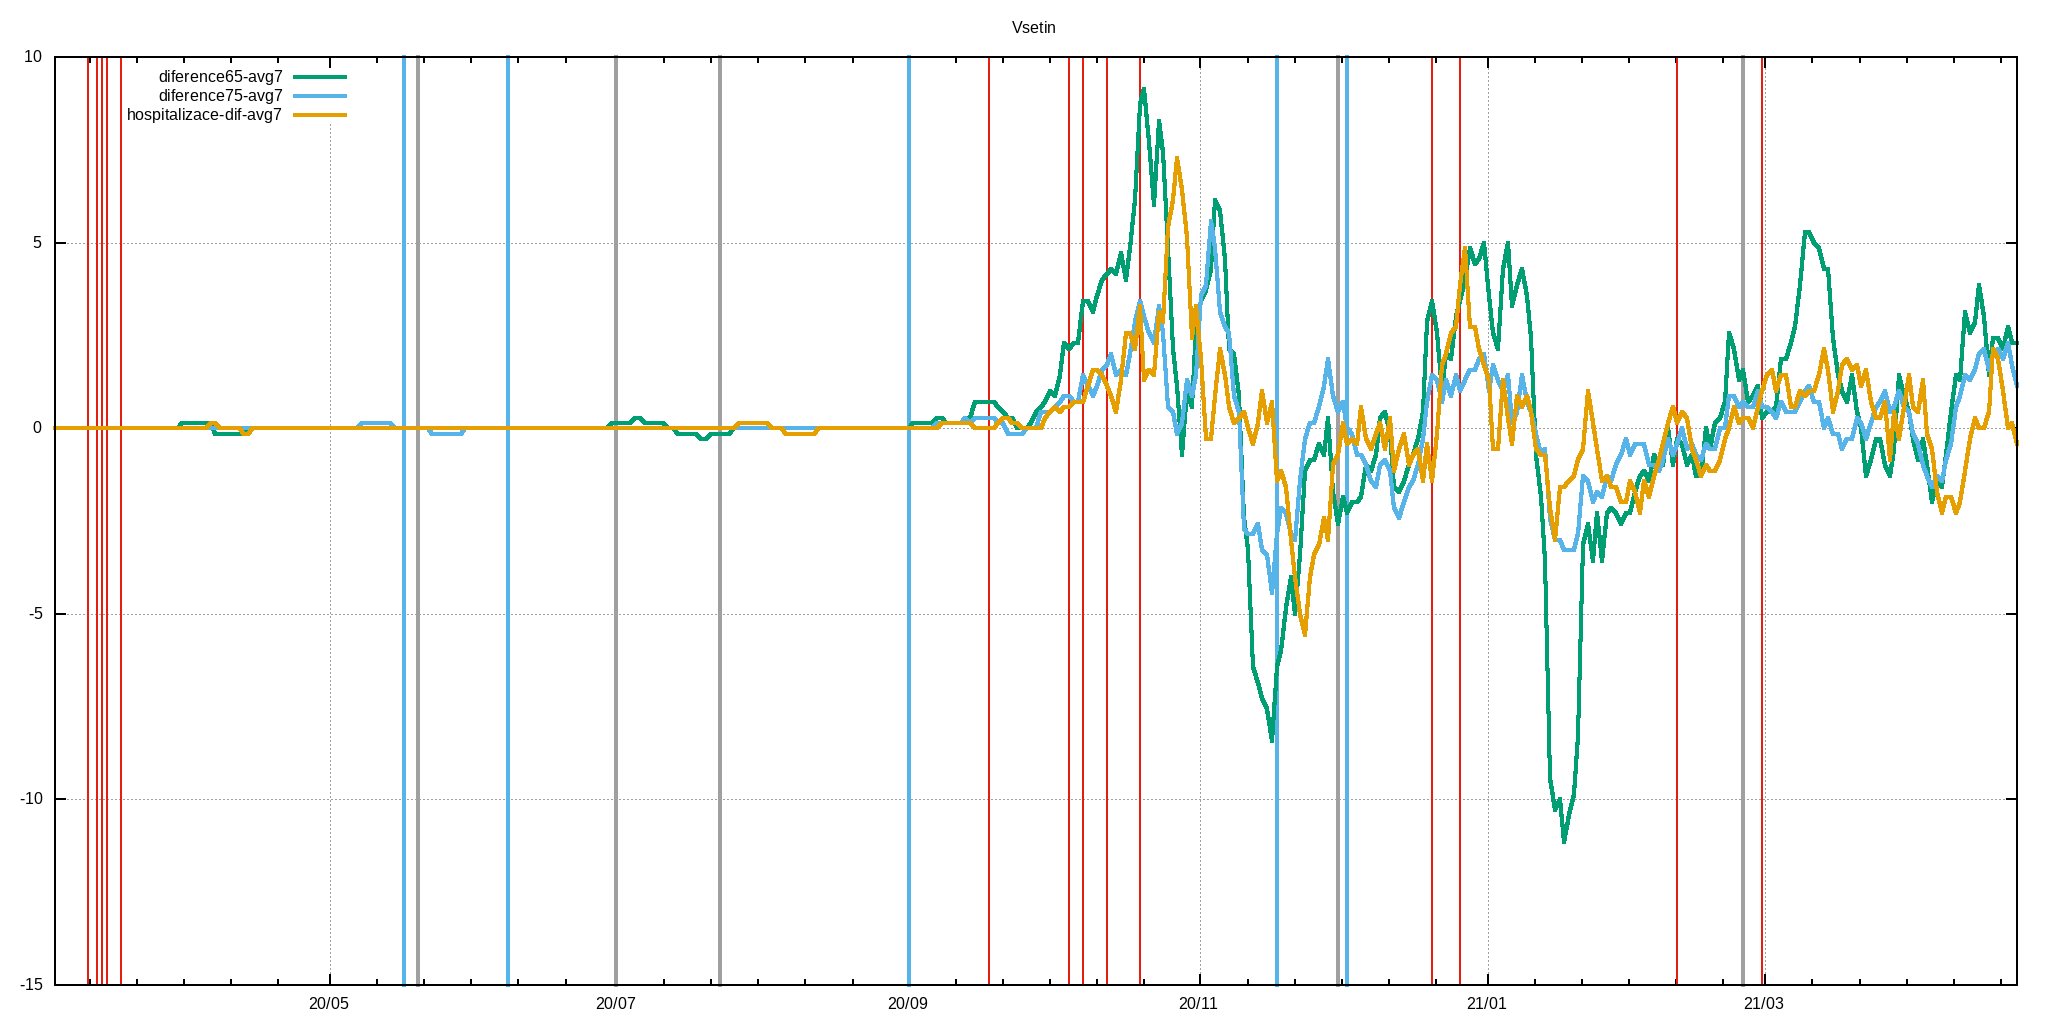 Vsetin
10
diference65-avg7
diference75-avg7
hospitalizace-dif-avg7
5
0
-5
-10
-15
20/05 20/07 20/09 20/11 21/01 21/03